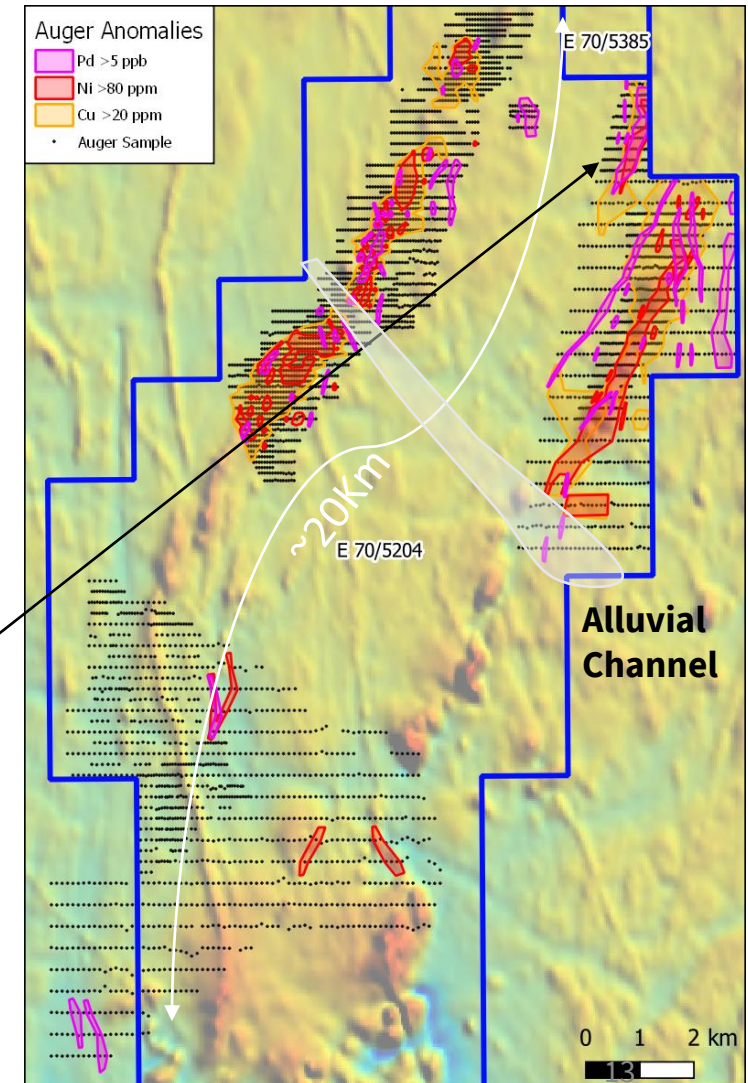 Auger Anomalies
Pd >5 ppb
Ni >80 ppm
Cu >20 ppm
Auger Sample
E 70/5385
~20Km
E 70/5204
Alluvial
Channel
0 1 2 km
13